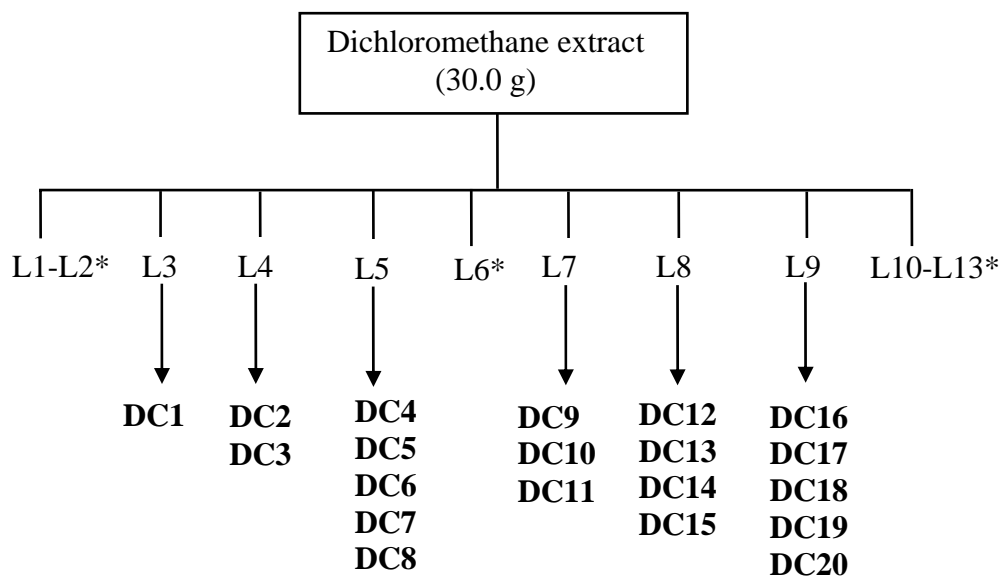 Dichloromethane extract
(30.0 g)
L1-L2* L3 L4 L5 L6* L7 L8 L9 L10-L13*
DC1 DC2 DC4 DC9 DC12 DC16
DC3 DC5 DC10 DC13 DC17
DC6 DC11 DC14 DC18
DC7 DC15 DC19
DC8 DC20